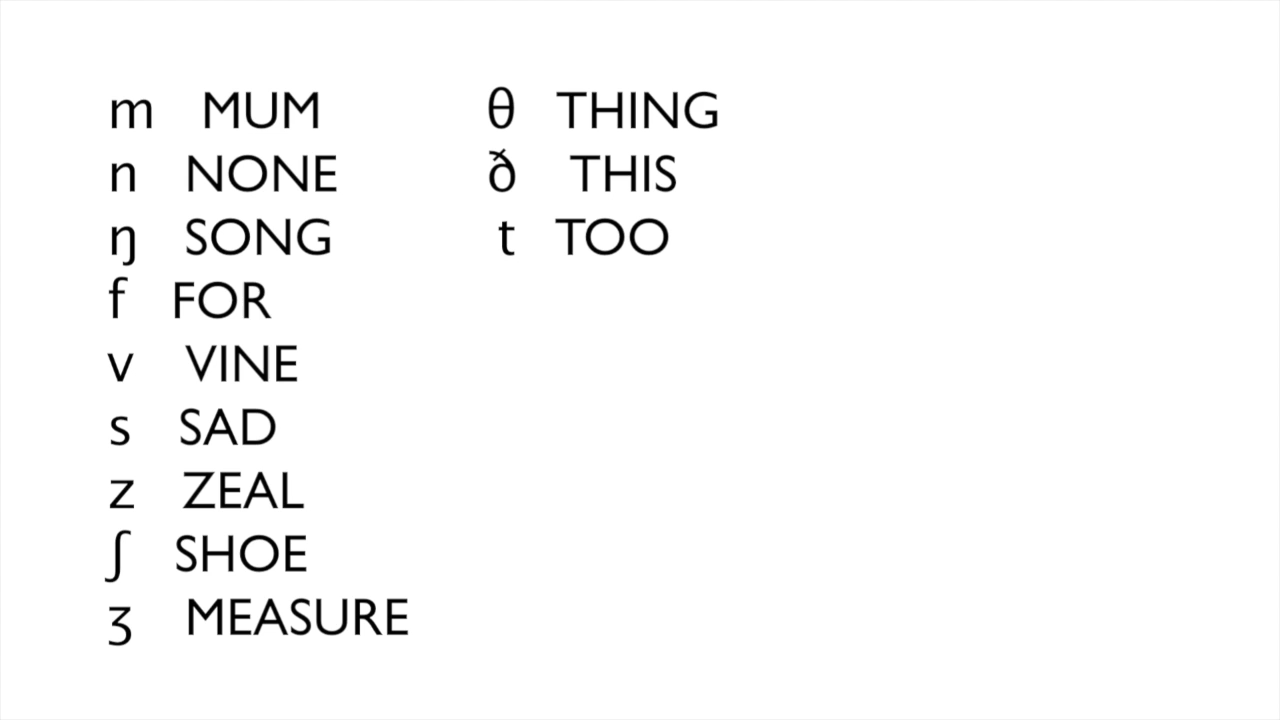 m MUM
n NONE
ŋ SONG
f FOR
v VINE
s SAD
z ZEAL
ʃ SHOE
ʒ MEASURE
θ THING
ð THIS
t TOO